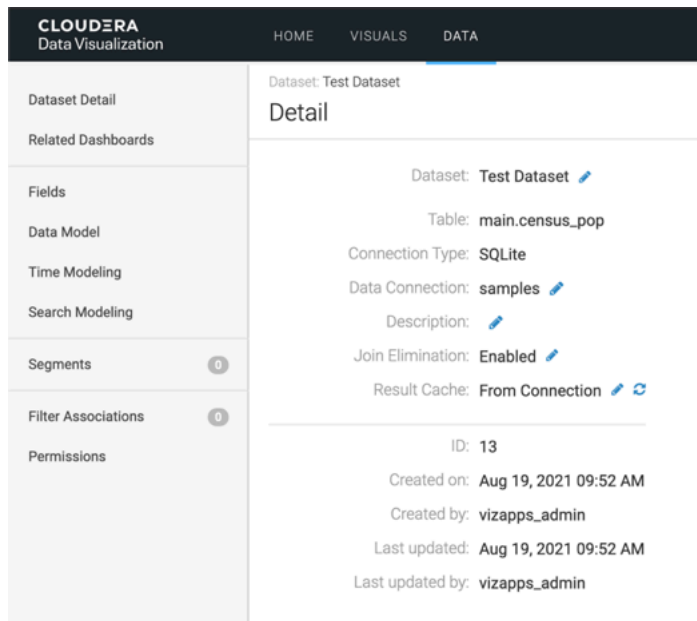 CLOUDERA
Data Visualization
HOME VISUALS DATA
Dataset Detail
Related Dashboards
Fields
Data Model
Time Modeling
Search Modeling
Segments 0
Filter Associations 0
Permissions
Dataset: Test Dataset
Detail
Dataset: Test Dataset
Table: main.census_pop
Connection Type: SQLite
Data Connection: samples
Description:
Join Elimination: Enabled
Result Cache: From Connection
ID: 13
Created on: Aug 19, 2021 09:52 AM
Created by: vizapps_admin
Last updated: Aug 19, 2021 09:52 AM
Last updated by: vizapps_admin